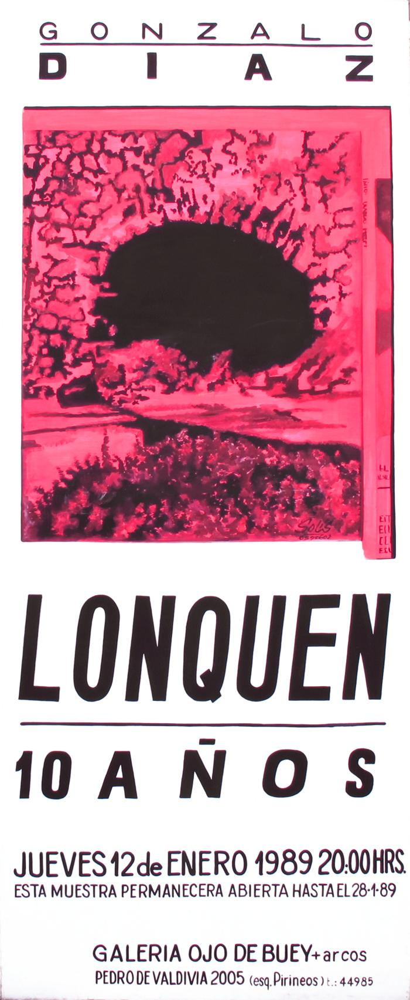 GONZALO
DIAZ
Solis
LONQUEN
10 AÑOS
JUEVES 12 de ENERO 1989 20:00 HRS.
ESTA MUESTRA PERMANECERA ABIERTA HASTA EL 28·1·89
GALERIA OJO DE BUEY + arcos
PEDRO DE VALDIVIA 2005 (esq. Pirineos) t.: 44985